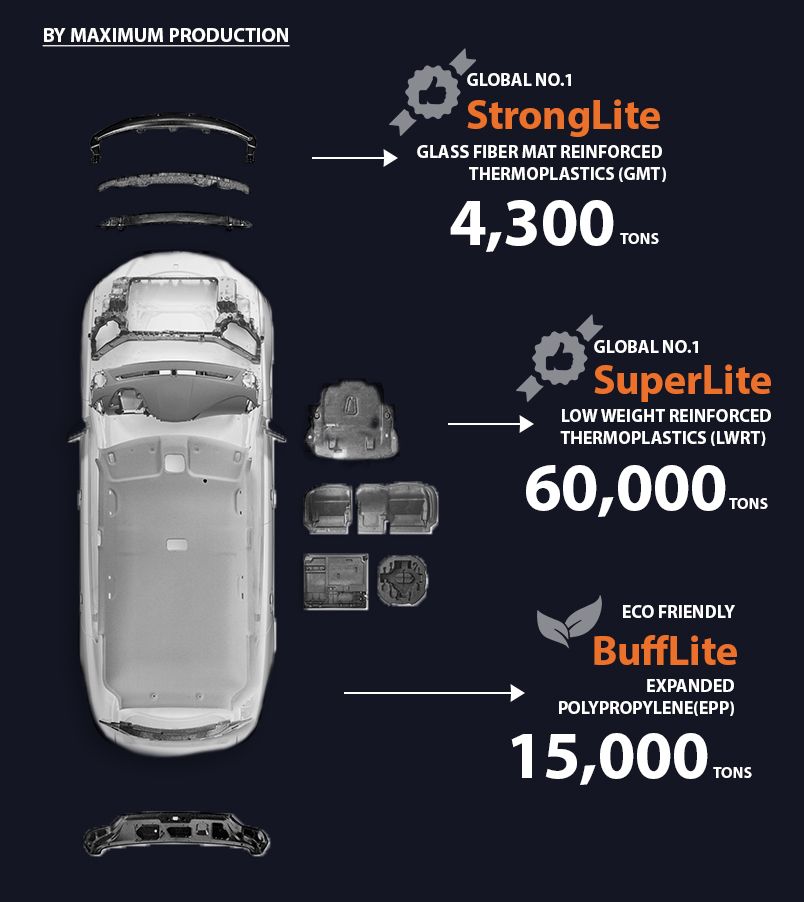 BY MAXIMUM PRODUCTION
GLOBAL NO.1
StrongLite
GLASS FIBER MAT REINFORCED
THERMOPLASTICS (GMT)
4,300 TONS
GLOBAL NO.1
SuperLite
LOW WEIGHT REINFORCED
THERMOPLASTICS (LWRT)
60,000 TONS
ECO FRIENDLY
BuffLite
EXPANDED
POLYPROPYLENE(EPP)
15,000 TONS